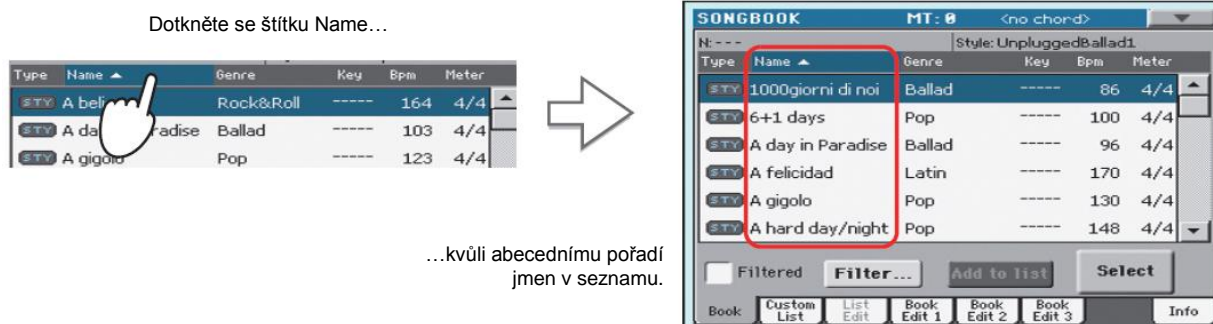 Dotkněte se štítku Name…
Type Name Genre Key Bpm Meter
STY Rock&Roll ----- 164 4/4
STY A da radise Ballad ----- 103 4/4
STY A gigolo Pop ----- 123 4/4
…kvůli abecednímu pořadí
jmen v seznamu.
SONGBOOK MT: 0 <no chord>
N: --- Style: UnpluggedBallad1
Type Name Genre Key Bpm Meter
STY 1000giorni di noi Ballad ----- 86 4/4
STY 6+1 days Pop ----- 100 4/4
STY A day in Paradise Ballad ----- 96 4/4
STY A felicidad Latin ----- 170 4/4
STY A gigolo Pop ----- 130 4/4
STY A hard day/night Pop ----- 148 4/4
Filtered Filter... Add to list Select
Book Custom List List Edit Book Edit 1 Book Edit 2 Book Edit 3 Info